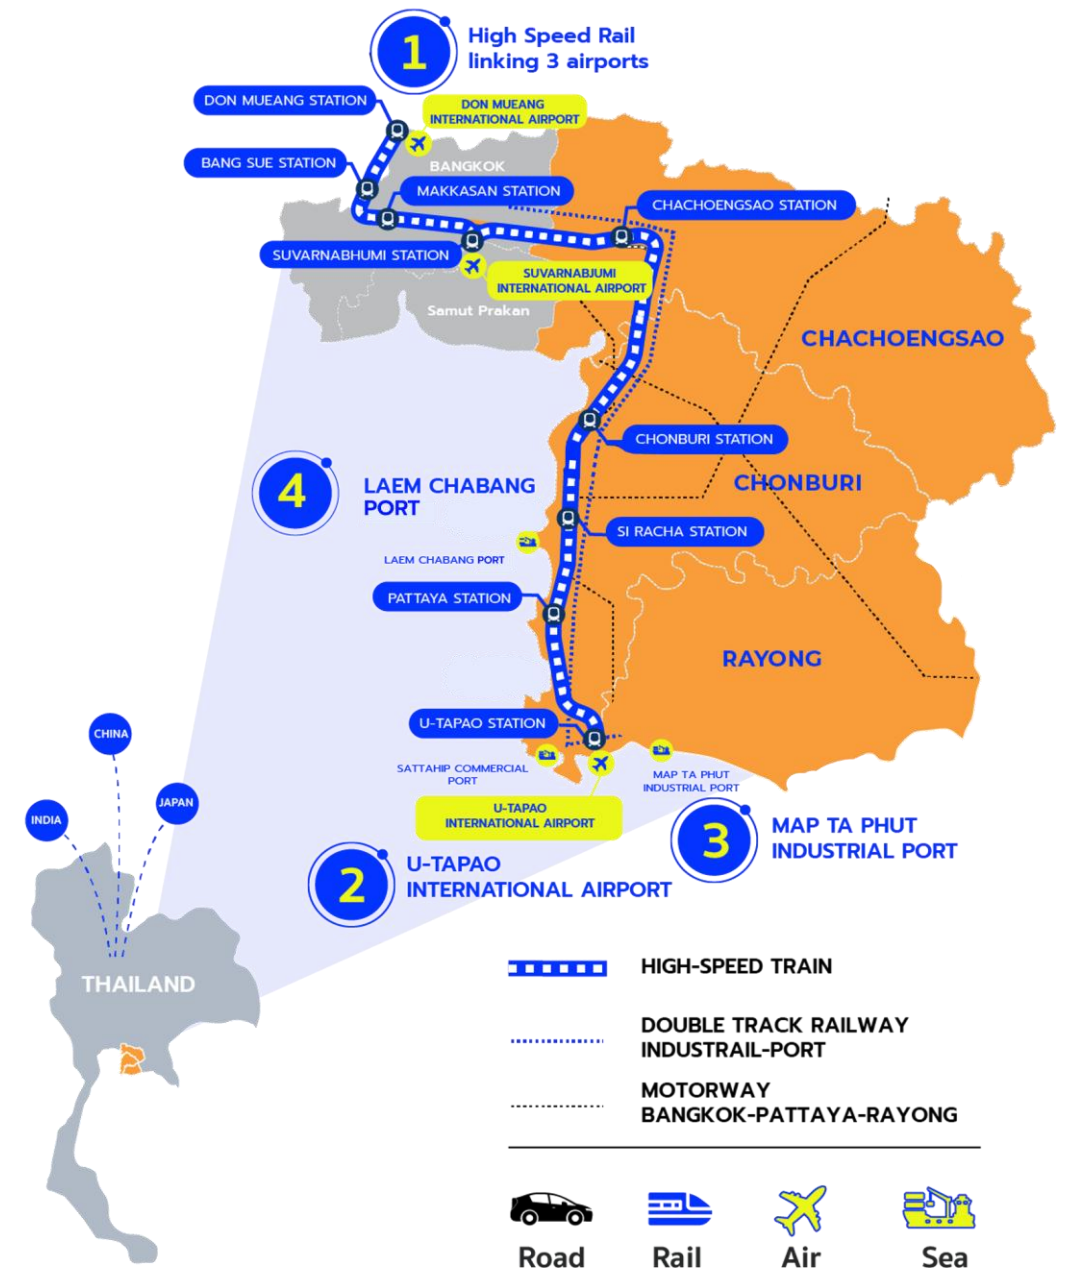 1
High Speed Rail
linking 3 airports
DON MUEANG STATION
DON MUEANG
INTERNATIONAL AIRPORT
BANG SUE STATION
BANGKOK
MAKKASAN STATION
CHACHOENGSAO STATION
SUVARNABHUMI STATION
SUVARNABJUMI
INTERNATIONAL AIRPORT
Samut Prakan
CHACHOENGSAO
CHONBURI STATION
4
LAEM CHABANG
PORT
CHONBURI
SI RACHA STATION
LAEM CHABANG PORT
PATTAYA STATION
RAYONG
U-TAPAO STATION
SATTAHIP COMMERCIAL
PORT
MAP TA PHUT
INDUSTRIAL PORT
U-TAPAO
INTERNATIONAL AIRPORT
3
MAP TA PHUT
INDUSTRIAL PORT
2
U-TAPAO
INTERNATIONAL AIRPORT
CHINA
JAPAN
INDIA
THAILAND
HIGH-SPEED TRAIN
DOUBLE TRACK RAILWAY
INDUSTRAIL-PORT
MOTORWAY
BANGKOK-PATTAYA-RAYONG
Road
Rail
Air
Sea